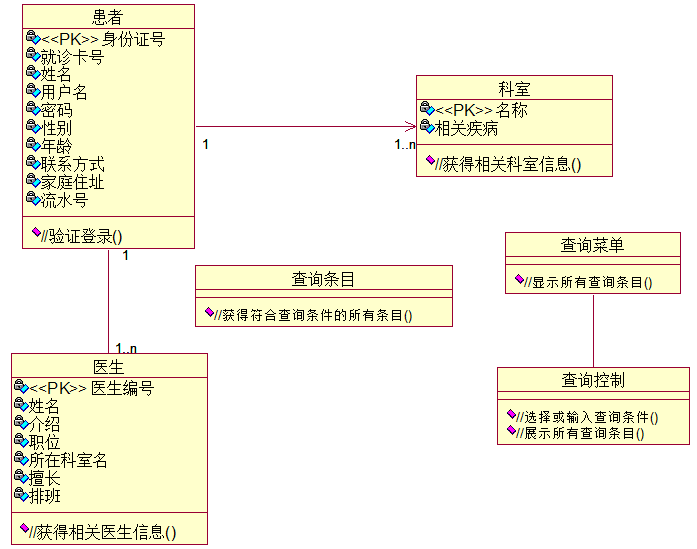 患者
<<PK>> 身份证号
就诊卡号
姓名
用户名
密码
性别
年龄
联系方式
家庭住址
流水号
//验证登录()
1
1..n
科室
<<PK>> 名称
相关疾病
//获得相关科室信息()
1
1..n
查询条目
//获得符合查询条件的所有条目()
查询菜单
//显示所有查询条目()
医生
<<PK>> 医生编号
姓名
介绍
职位
所在科室名
擅长
排班
//获得相关医生信息()
查询控制
//选择或输入查询条件()
//展示所有查询条目()